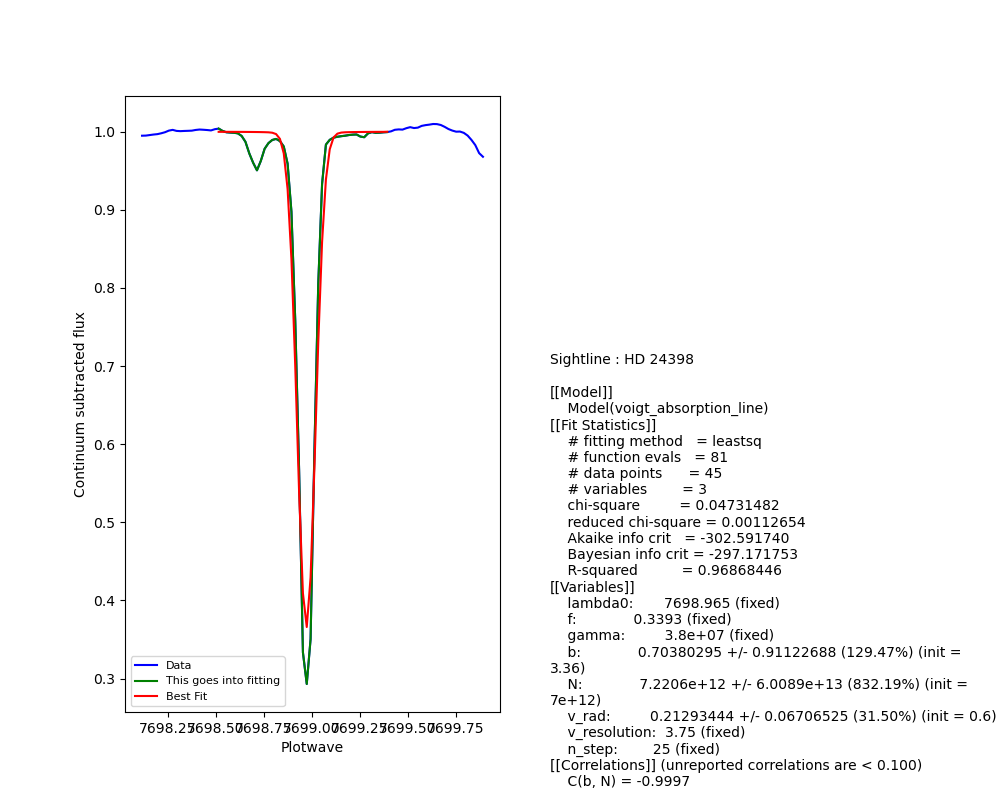 1.0
0.9
0.8
0.7
0.6
0.5
0.4
0.3
Continuum subtracted flux
Data
This goes into fitting
Best Fit
7698.25 7698.50 7698.75 7699.00 7699.25 7699.50 7699.75
Plotwave
Sightline : HD 24398
[[Model]]
Model(voigt_absorption_line)
[[Fit Statistics]]
# fitting method = leastsq
# function evals = 81
# data points = 45
# variables = 3
chi-square = 0.04731482
reduced chi-square = 0.00112654
Akaike info crit = -302.591740
Bayesian info crit = -297.171753
R-squared = 0.96868446
[[Variables]]
lambda0: 7698.965 (fixed)
f: 0.3393 (fixed)
gamma: 3.8e+07 (fixed)
b: 0.70380295 +/- 0.91122688 (129.47%) (init =
3.36)
N: 7.2206e+12 +/- 6.0089e+13 (832.19%) (init =
7e+12)
v_rad: 0.21293444 +/- 0.06706525 (31.50%) (init = 0.6)
v_resolution: 3.75 (fixed)
n_step: 25 (fixed)
[[Correlations]] (unreported correlations are < 0.100)
C(b, N) = -0.9997